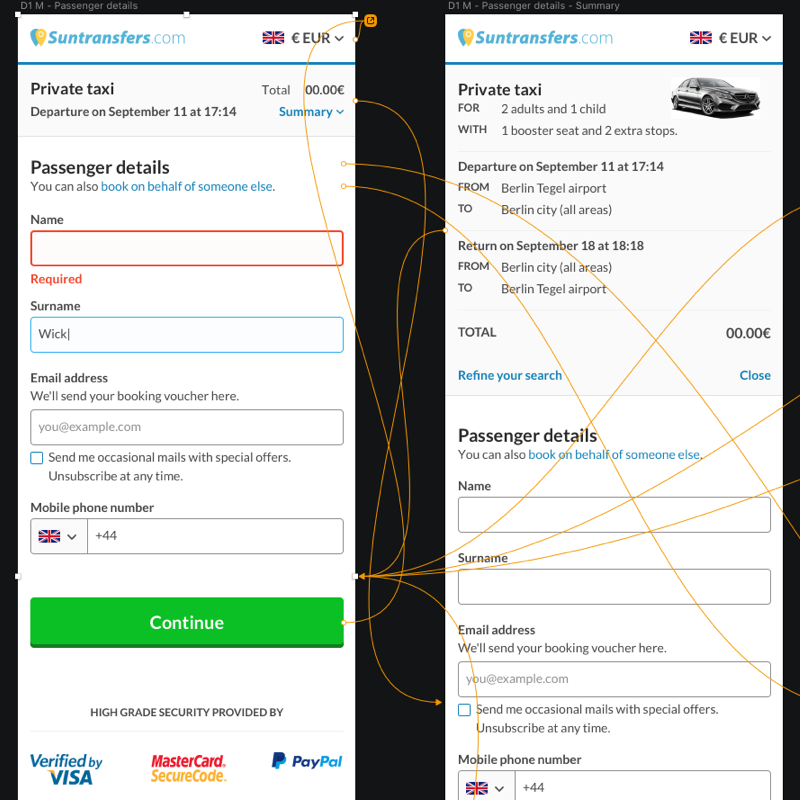 D1 M - Passenger details
Suntransfers.com
€ EUR
Private taxi
Total 00.00€
Departure on September 11 at 17:14
Summary
Passenger details
You can also book on behalf of someone else.
Name
Required
Surname
Wick
Email address
We'll send your booking voucher here.
you@example.com
Send me occasional mails with special offers.
Unsubscribe at any time.
Mobile phone number
+44
Continue
HIGH GRADE SECURITY PROVIDED BY
Verified by
VISA
MasterCard.
SecureCode.
PayPal
D1 M - Passenger details - Summary
Suntransfers.com
€ EUR
Private taxi
FOR 2 adults and 1 child
WITH 1 booster seat and 2 extra stops.
Departure on September 11 at 17:14
FROM Berlin Tegel airport
TO Berlin city (all areas)
Return on September 18 at 18:18
FROM Berlin city (all areas)
TO Berlin Tegel airport
TOTAL 00.00€
Refine your search Close
Passenger details
You can also book on behalf of someone else.
Name
Surname
Email address
We'll send your booking voucher here.
you@example.com
Send me occasional mails with special offers.
Unsubscribe at any time.
Mobile phone number
+44